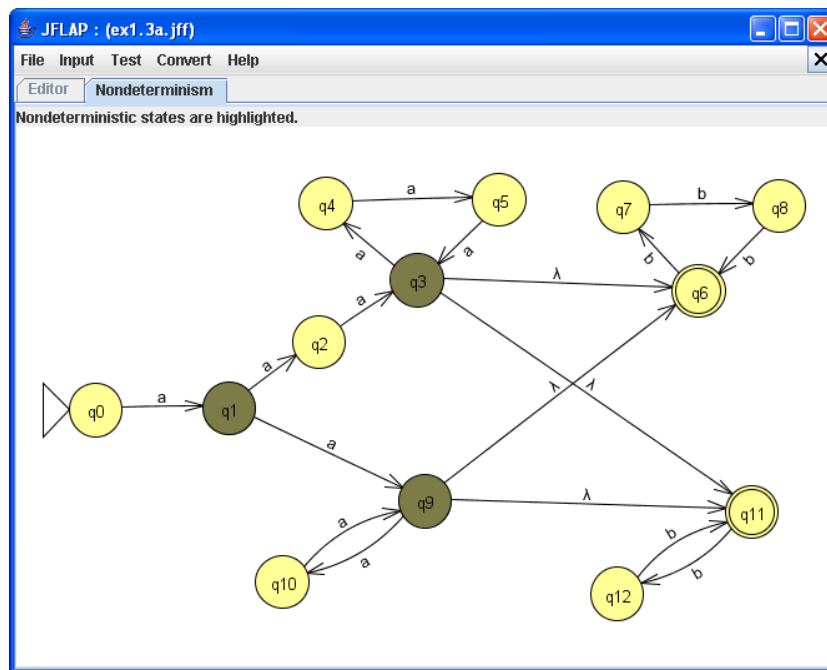 JFLAP : (ex1.3a.jff)
File Input Test Convert Help
Editor Nondeterminism
Nondeterministic states are highlighted.
q4 a q5 q7 b q8
a a b b
q3 λ q6
a
q2
a λ λ
q0 a q1
a
q9 λ q11
a b
a b
q10 q12